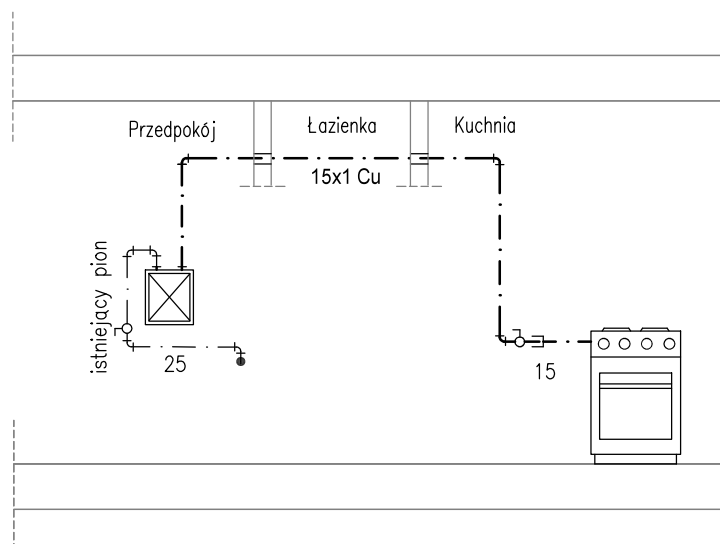 Przedpokój
Łazienka
Kuchnia
15x1 Cu
istniejący pion
25
15